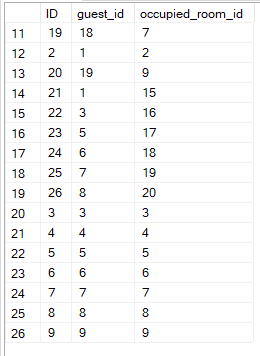 ID guest_id occupied_room_id
11 19 18 7
12 2 1 2
13 20 19 9
14 21 1 15
15 22 3 16
16 23 5 17
17 24 6 18
18 25 7 19
19 26 8 20
20 3 3 3
21 4 4 4
22 5 5 5
23 6 6 6
24 7 7 7
25 8 8 8
26 9 9 9